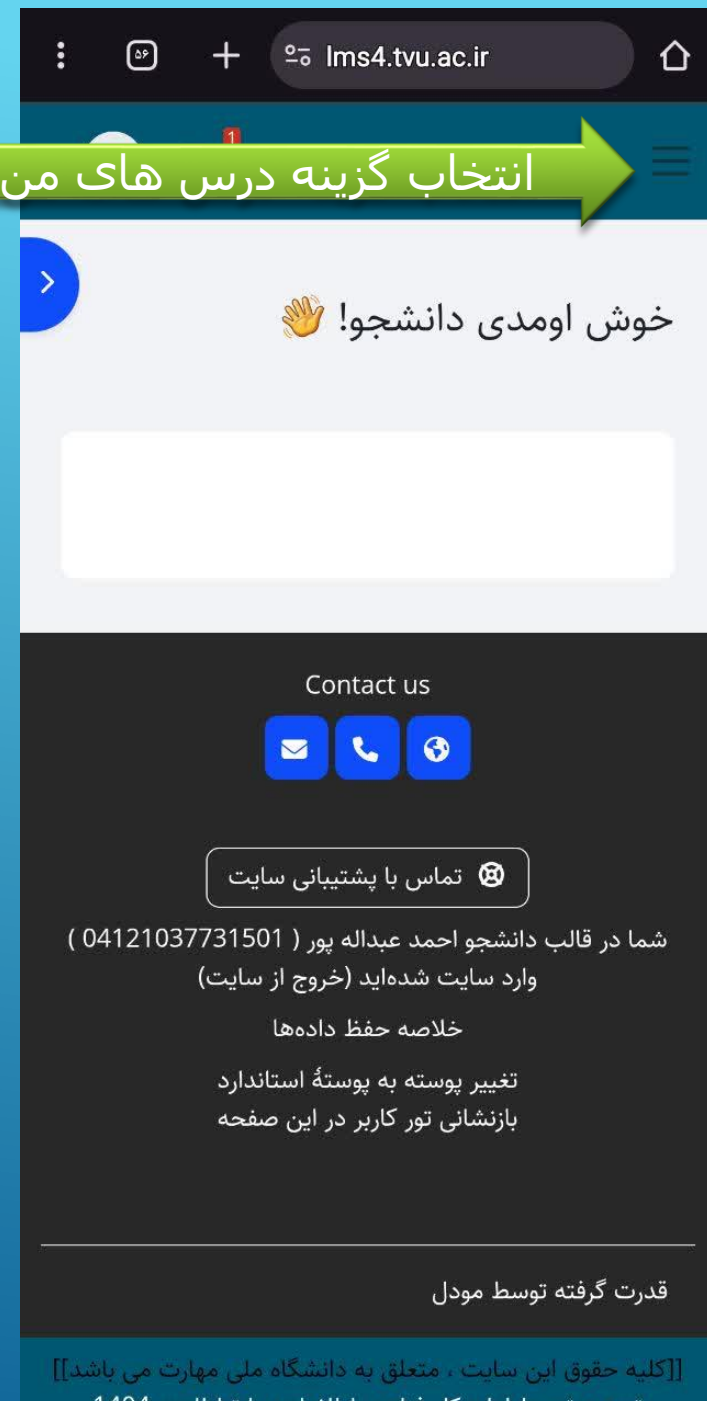 ۵۶
lms4.tvu.ac.ir
1
انتخاب گزینه درس های من
خوش اومدی دانشجو! 👋
Contact us
تماس با پشتیبانی سایت
شما در قالب دانشجو احمد عبداله پور ( 04121037731501 )
وارد سایت شده‌اید (خروج از سایت)
خلاصه حفظ داده‌ها
تغییر پوسته به پوستهٔ استاندارد
بازنشانی تور کاربر در این صفحه
قدرت گرفته توسط مودل
[[کلیه حقوق این سایت ، متعلق به دانشگاه ملی مهارت می باشد]]